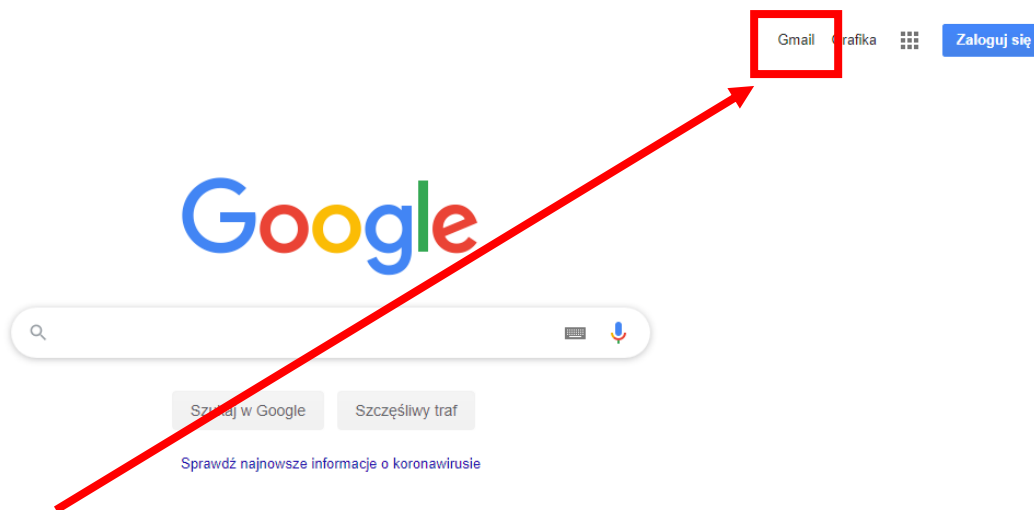 Gmail Grafika Zaloguj się
Google
Szukaj w Google Szczęśliwy traf
Sprawdź najnowsze informacje o koronawirusie